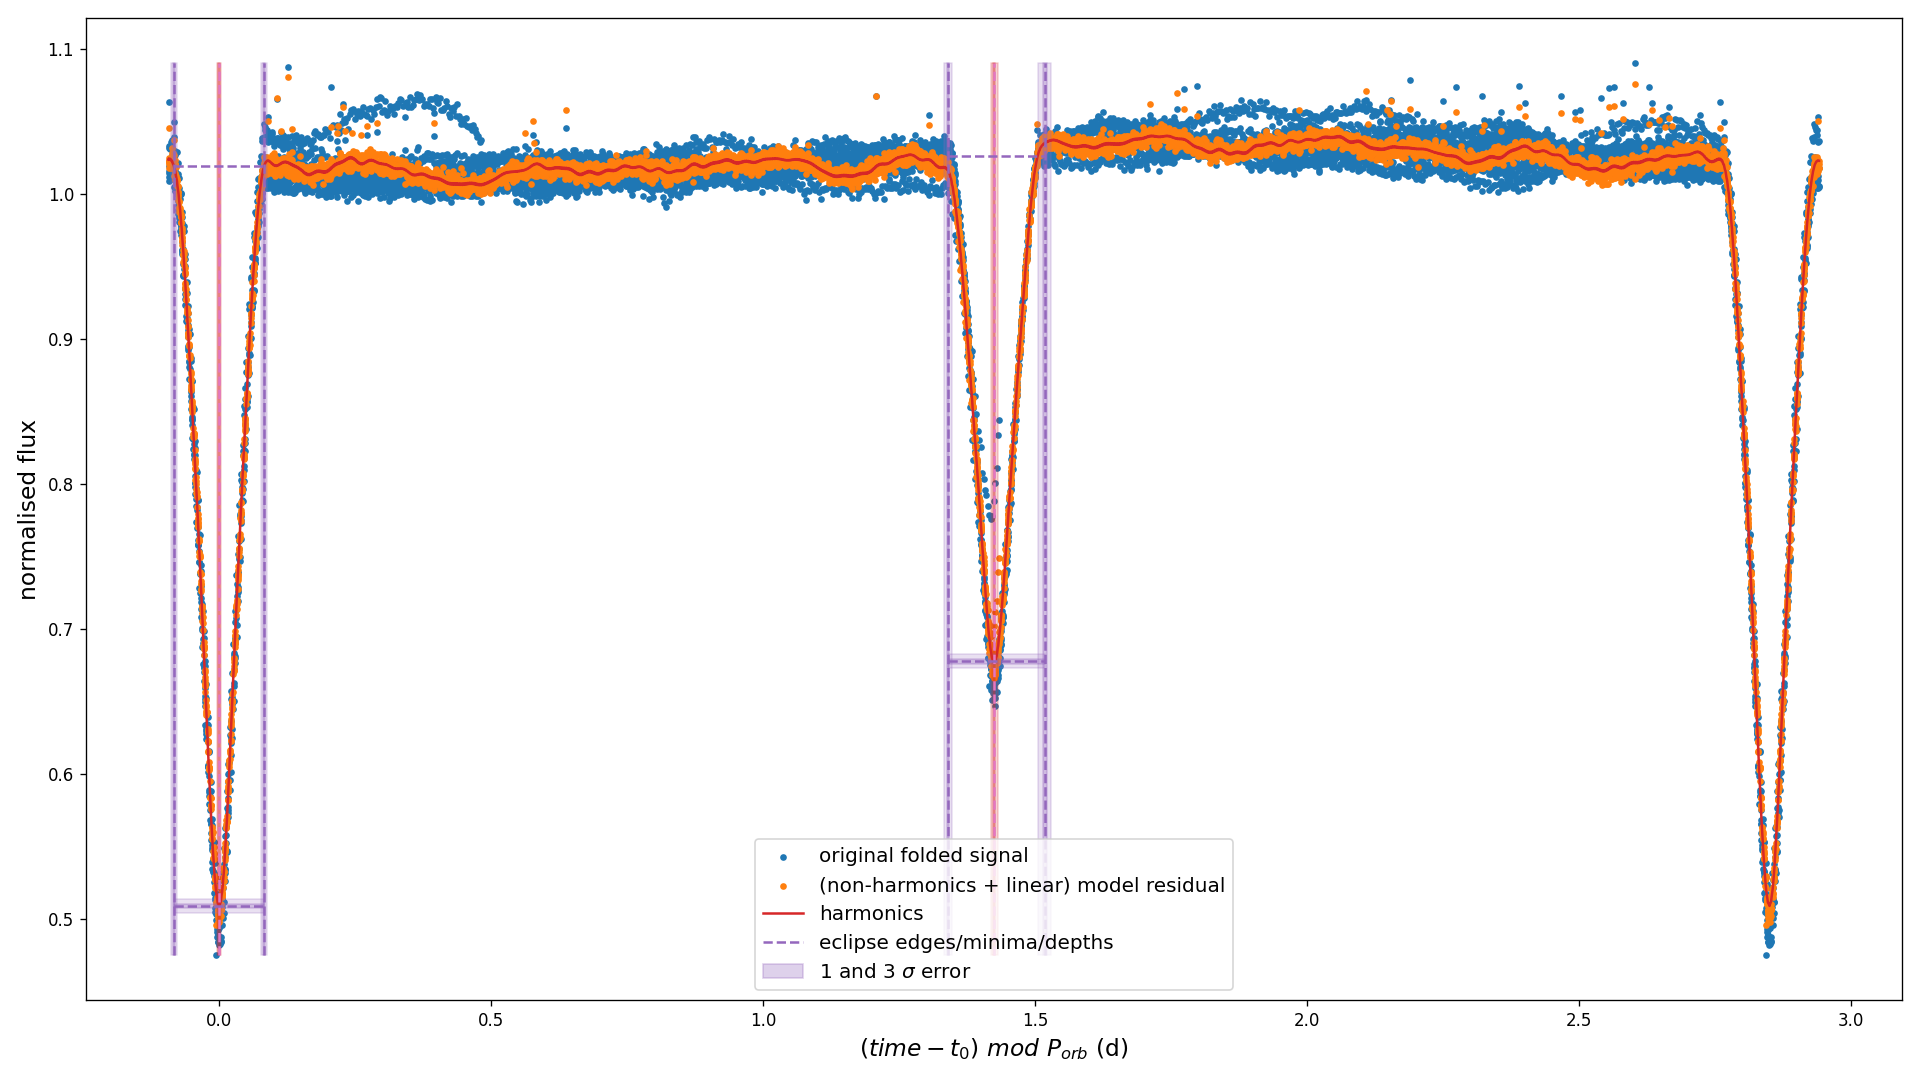 1.1
1.0
0.9
0.8
0.7
0.6
0.5
normalised flux
original folded signal
(non-harmonics + linear) model residual
harmonics
eclipse edges/minima/depths
1 and 3 σ error
0.0 0.5 1.0 1.5 2.0 2.5 3.0
(time − t₀) mod Pₒᵣᵦ (d)